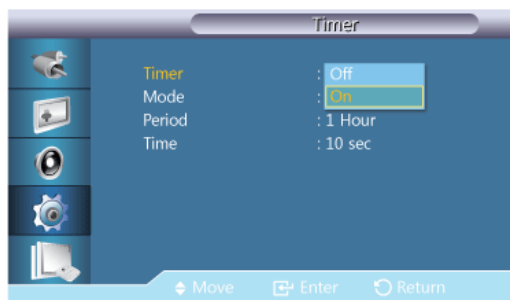 Timer
Timer : Off
Mode : On
Period : 1 Hour
Time : 10 sec
Move Enter Return